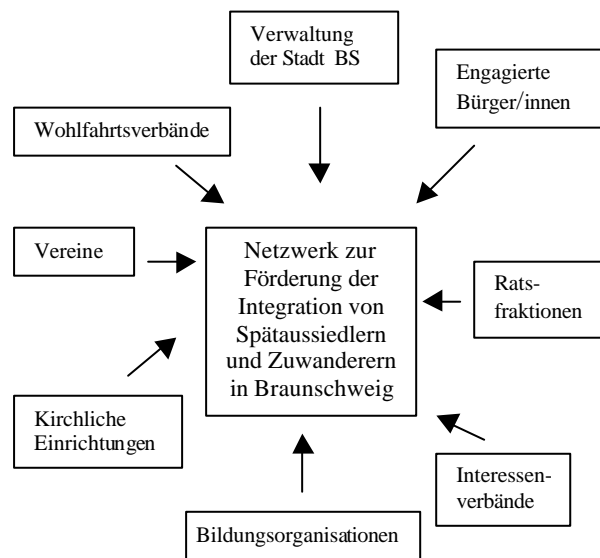 Verwaltung
der Stadt BS
Engagierte
Bürger/innen
Wohlfahrtsverbände
Vereine
Netzwerk zur
Förderung der
Integration von
Spätaussiedlern
und Zuwanderern
in Braunschweig
Rats-
fraktionen
Kirchliche
Einrichtungen
Interessen-
verbände
Bildungsorganisationen